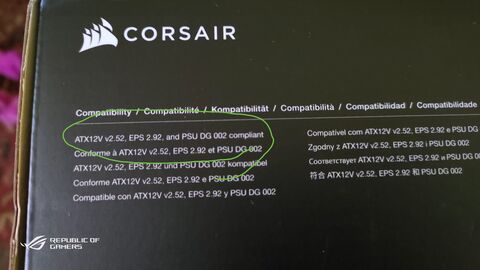 CORSAIR
Compatibility / Compatibilité / Kompatibilität / Compatibilità / Compatibilidad / Compatibilidade
ATX12V v2.52, EPS 2.92, and PSU DG 002 compliant
Conforme à ATX12V v2.52, EPS 2.92 et PSU DG 002
ATX12V v2.52, EPS 2.92 und PSU DG 002 kompatibel
Conforme ATX12V v2.52, EPS 2.92 e PSU DG 002
Compatible con ATX12V v2.52, EPS 2.92 y PSU DG 002
Compatível com ATX12V v2.52, EPS 2.92 e PSU DG 002
Zgodny z ATX12V v2.52, EPS 2.92 i PSU DG 002
Соответствует ATX12V v2.52, EPS 2.92 и PSU DG 002
符合 ATX12V v2.52, EPS 2.92 和 PSU DG 002
REPUBLIC OF
GAMERS